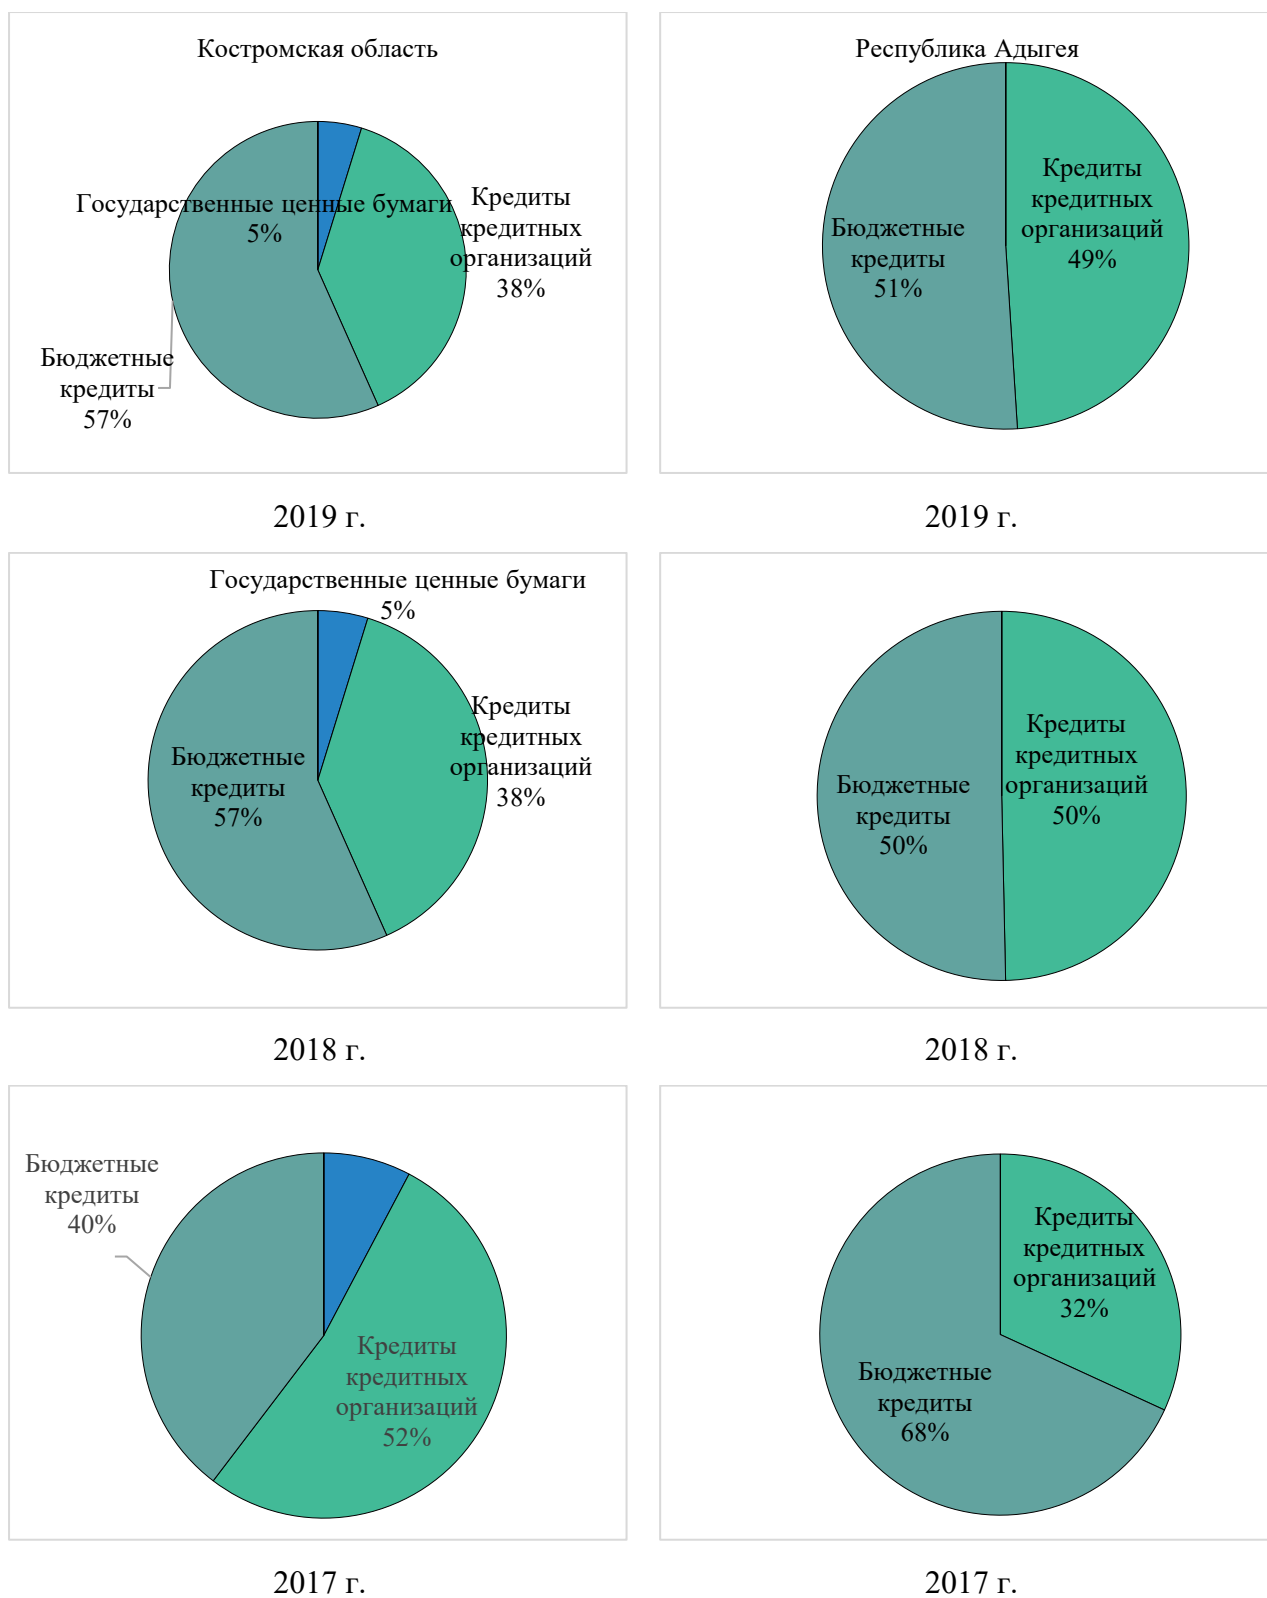 Костромская область
Государственные ценные бумаги
5%
Кредиты
кредитных
организаций
38%
Бюджетные
кредиты
57%
Республика Адыгея
Кредиты
кредитных
организаций
49%
Бюджетные
кредиты
51%
2019 г.
2019 г.
Государственные ценные бумаги
5%
Кредиты
кредитных
организаций
38%
Бюджетные
кредиты
57%
Кредиты
кредитных
организаций
50%
Бюджетные
кредиты
50%
2018 г.
2018 г.
Бюджетные
кредиты
40%
Кредиты
кредитных
организаций
52%
Кредиты
кредитных
организаций
32%
Бюджетные
кредиты
68%
2017 г.
2017 г.